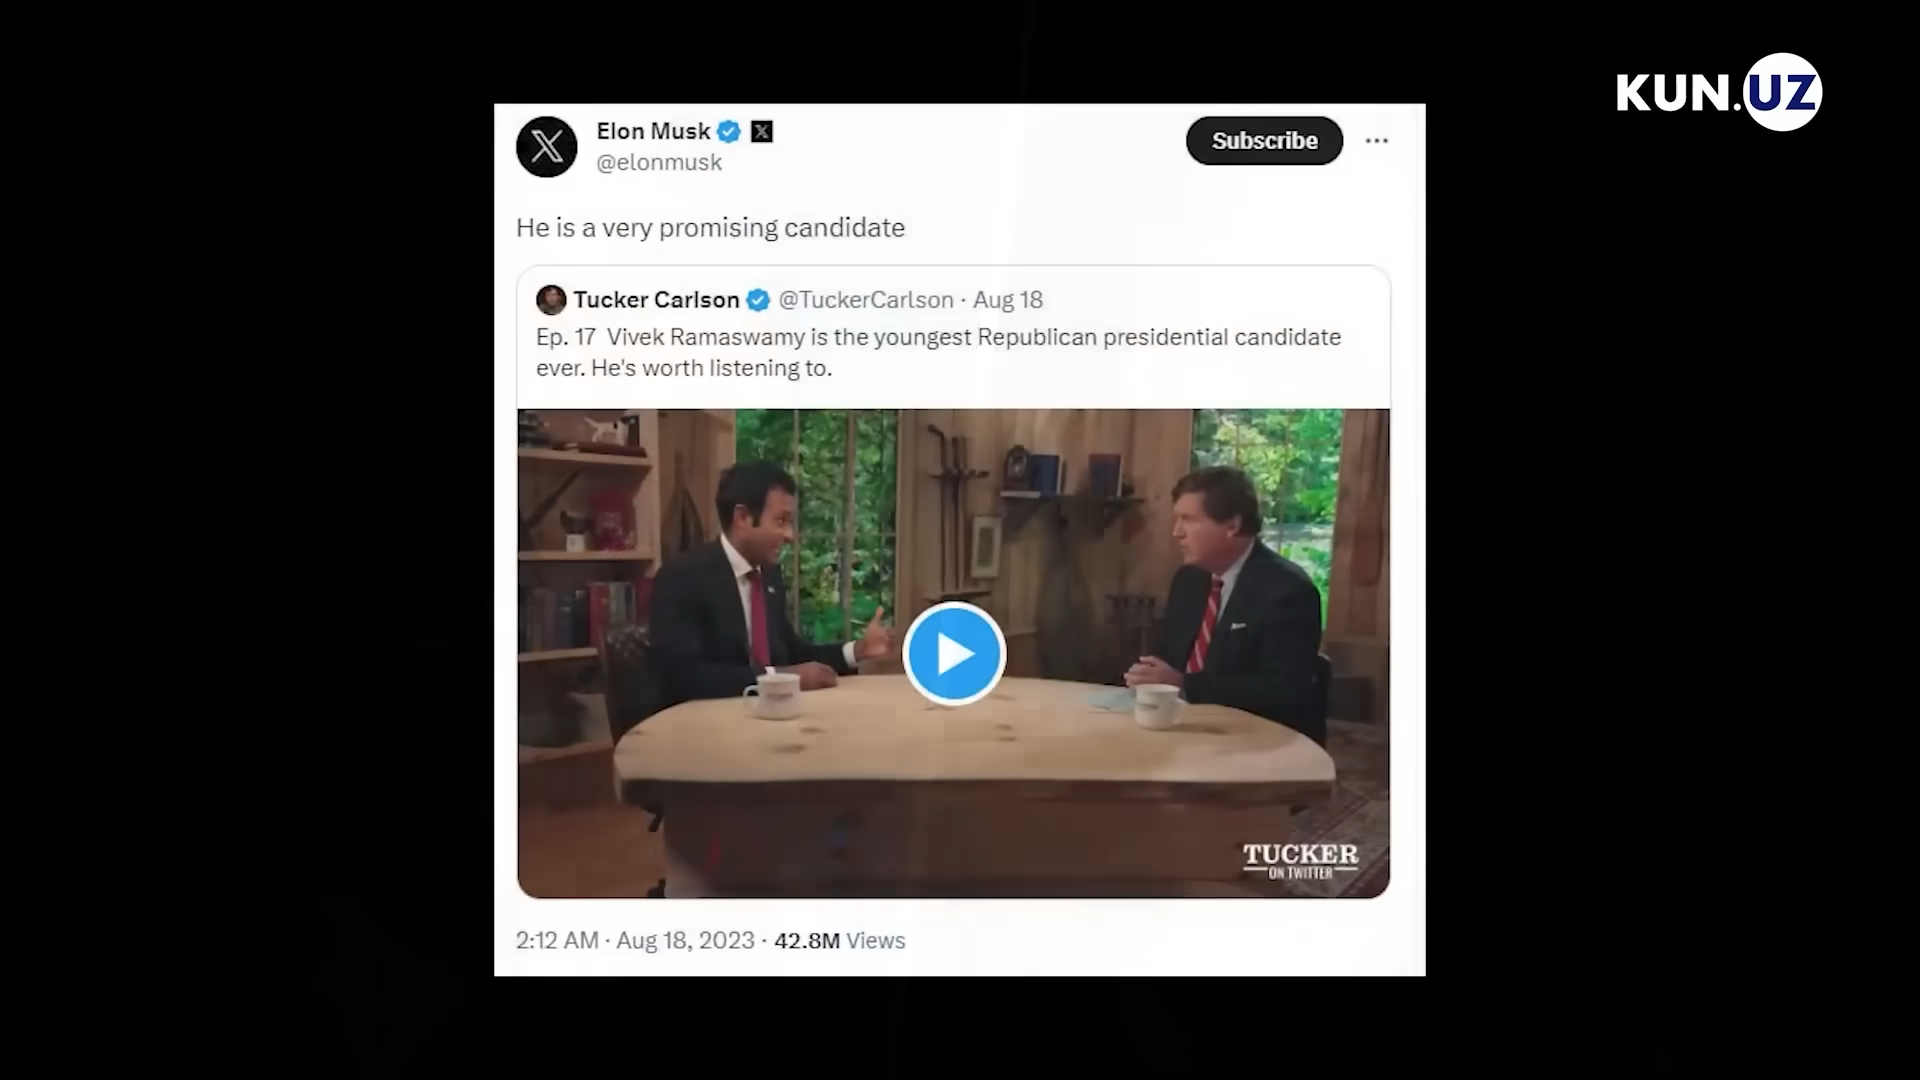 KUN.UZ
Elon Musk
@elonmusk
Subscribe
He is a very promising candidate
Tucker Carlson @TuckerCarlson · Aug 18
Ep. 17 Vivek Ramaswamy is the youngest Republican presidential candidate
ever. He's worth listening to.
TUCKER
ON TWITTER
2:12 AM · Aug 18, 2023 · 42.8M Views